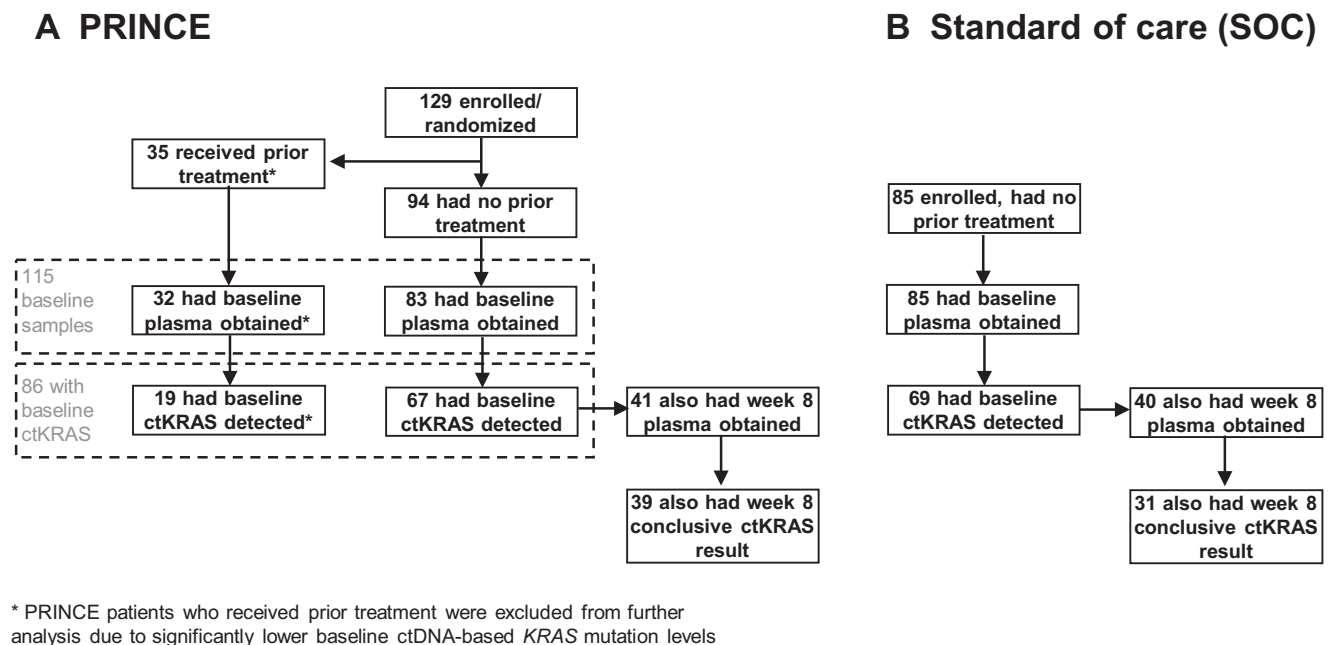 A PRINCE
B Standard of care (SOC)
129 enrolled/
randomized
35 received prior
treatment*
94 had no prior
treatment
115
baseline
samples
32 had baseline
plasma obtained*
83 had baseline
plasma obtained
86 with
baseline
ctKRAS
19 had baseline
ctKRAS detected*
67 had baseline
ctKRAS detected
41 also had week 8
plasma obtained
39 also had week 8
conclusive ctKRAS
result
85 enrolled, had no
prior treatment
85 had baseline
plasma obtained
69 had baseline
ctKRAS detected
40 also had week 8
plasma obtained
31 also had week 8
conclusive ctKRAS
result
* PRINCE patients who received prior treatment were excluded from further
analysis due to significantly lower baseline ctDNA-based KRAS mutation levels